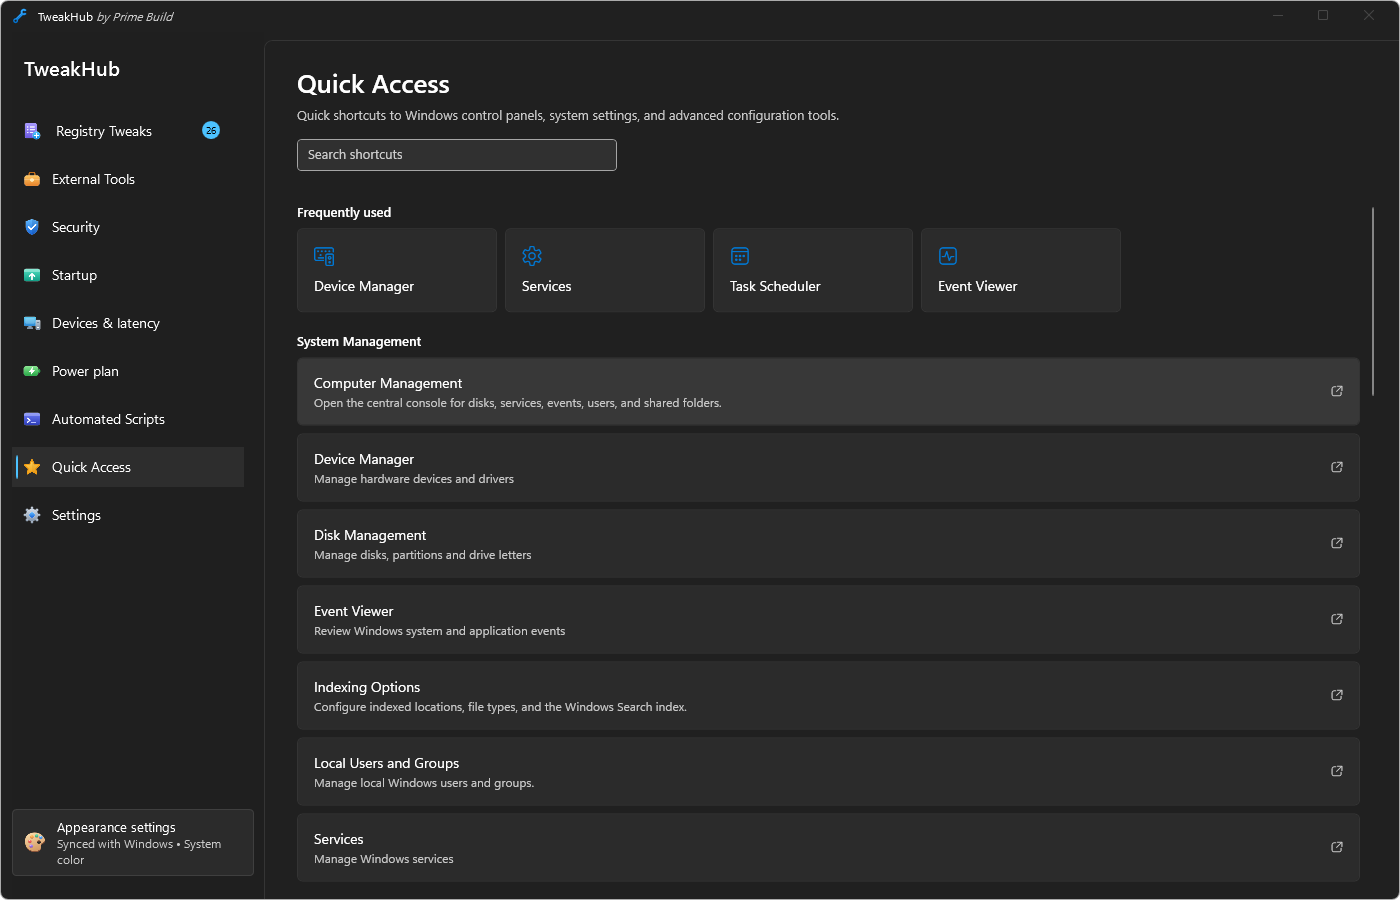 TweakHub by Prime Build
TweakHub
Registry Tweaks 26
External Tools
Security
Startup
Devices & latency
Power plan
Automated Scripts
Quick Access
Settings
Appearance settings
Synced with Windows • System
color
Quick Access
Quick shortcuts to Windows control panels, system settings, and advanced configuration tools.
Search shortcuts
Frequently used
Device Manager
Services
Task Scheduler
Event Viewer
System Management
Computer Management
Open the central console for disks, services, events, users, and shared folders.
Device Manager
Manage hardware devices and drivers
Disk Management
Manage disks, partitions and drive letters
Event Viewer
Review Windows system and application events
Indexing Options
Configure indexed locations, file types, and the Windows Search index.
Local Users and Groups
Manage local Windows users and groups.
Services
Manage Windows services